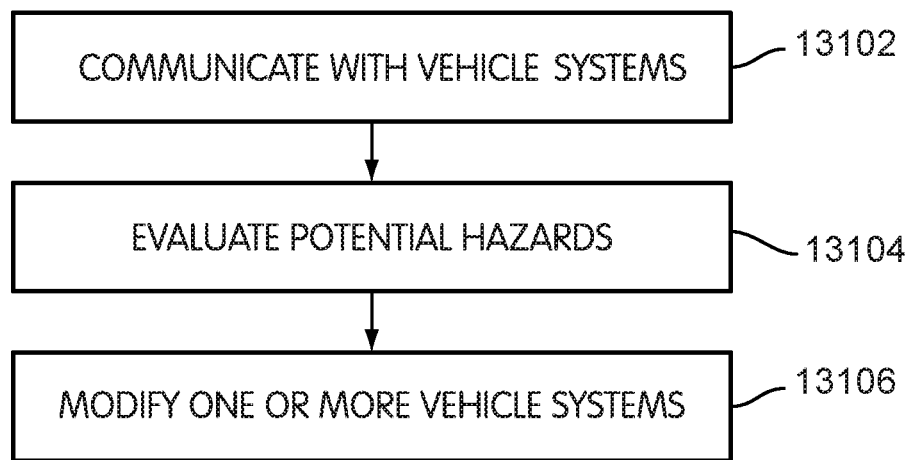 COMMUNICATE WITH VEHICLE SYSTEMS
13102
EVALUATE POTENTIAL HAZARDS
13104
MODIFY ONE OR MORE VEHICLE SYSTEMS
13106